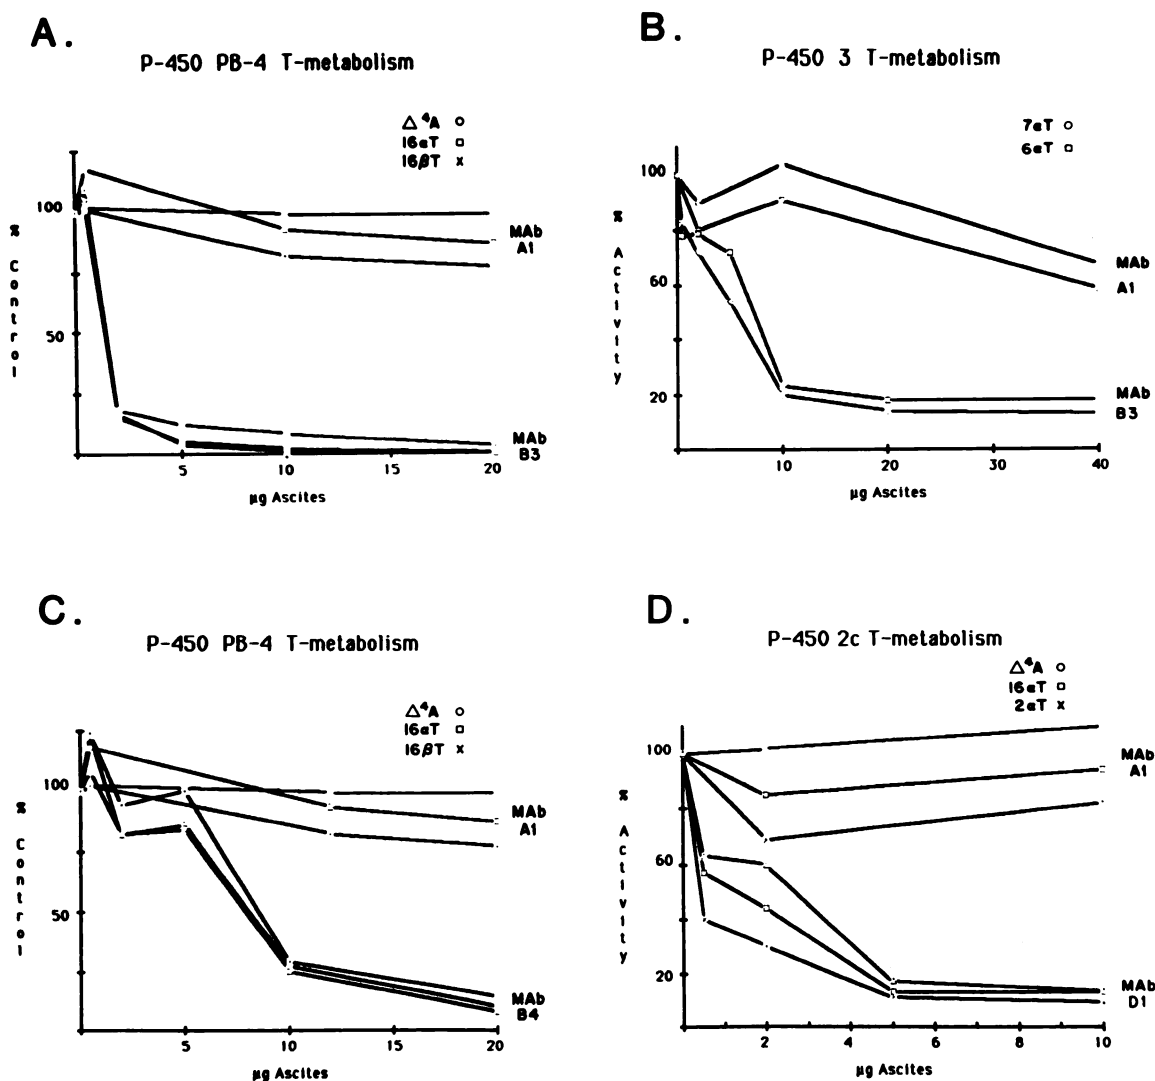 A.
P-450 PB-4 T-metabolism
Δ⁴A ○
16αT □
16βT x
100
50
% Control
MAb
A1
MAb
B3
5 10 15 20
µg Ascites
B.
P-450 3 T-metabolism
7αT ○
6αT □
100
60
20
% Activity
MAb
A1
MAb
B3
10 20 30 40
µg Ascites
C.
P-450 PB-4 T-metabolism
Δ⁴A ○
16αT □
16βT x
100
50
% Control
MAb
A1
MAb
B4
5 10 15 20
µg Ascites
D.
P-450 2c T-metabolism
Δ⁴A ○
16αT □
2αT x
100
60
20
% Activity
MAb
A1
MAb
D1
2 4 6 8 10
µg Ascites